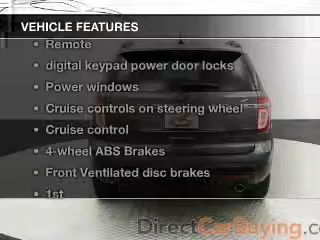 VEHICLE FEATURES
• Remote
• digital keypad power door locks
• Power windows
• Cruise controls on steering wheel
• Cruise control
• 4-wheel ABS Brakes
• Front Ventilated disc brakes
• 1st
DirectCarBuying.com